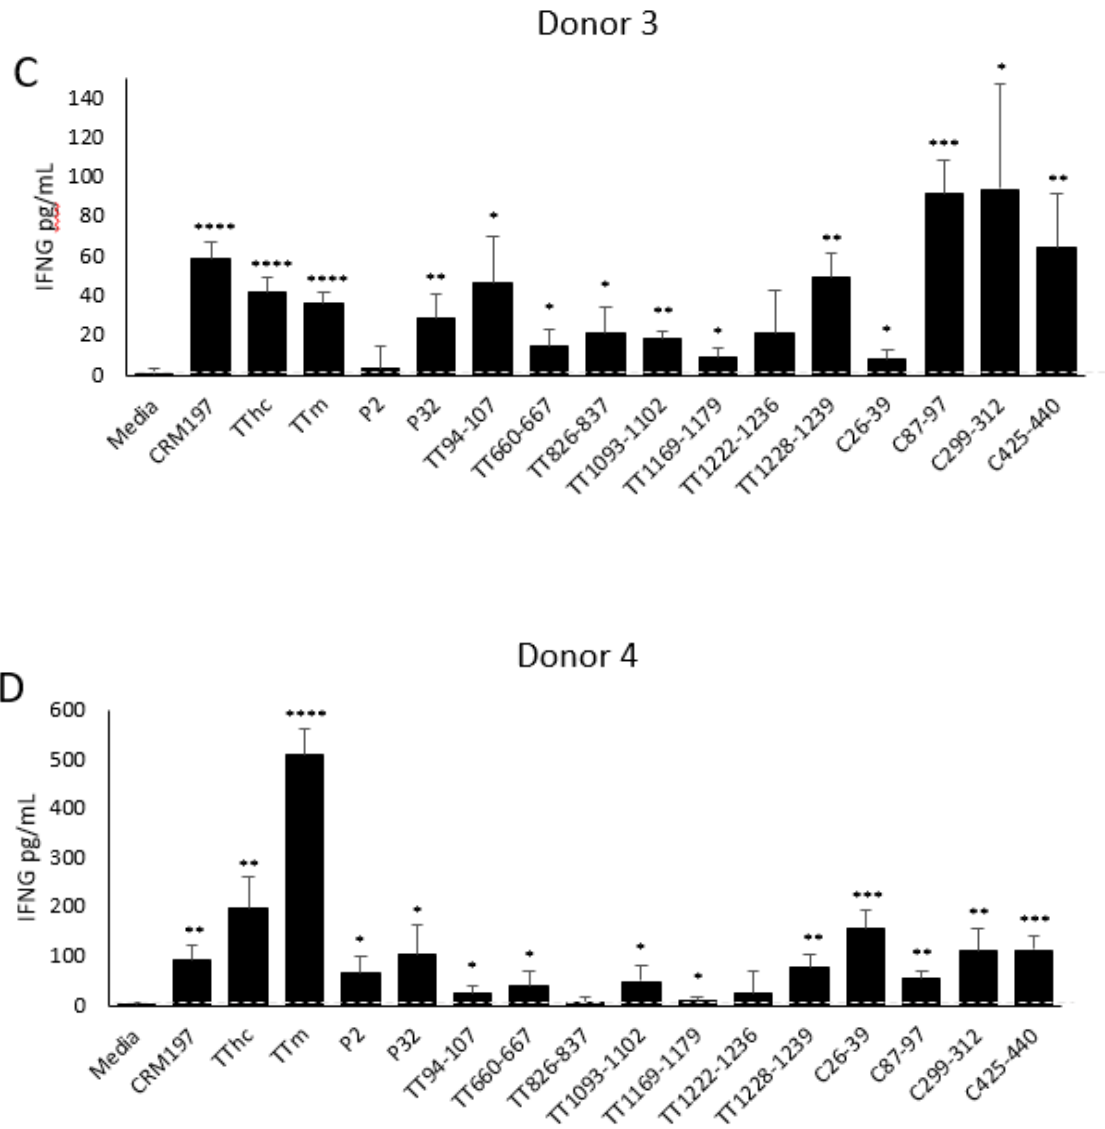 Donor 3
C
IFNG pg/mL
140
120
100
80
60
40
20
0
*
***
**
****
****
****
**
*
*
*
**
*
**
*
Media
CRM197
TThc
TTm
P2
P32
TT94-107
TT660-667
TT826-837
TT1093-1102
TT1169-1179
TT1222-1236
TT1228-1239
C26-39
C87-97
C299-312
C425-440
Donor 4
D
IFNG pg/mL
600
500
400
300
200
100
0
**
**
****
*
*
*
*
*
*
**
***
**
**
***
Media
CRM197
TThc
TTm
P2
P32
TT94-107
TT660-667
TT826-837
TT1093-1102
TT1169-1179
TT1222-1236
TT1228-1239
C26-39
C87-97
C299-312
C425-440